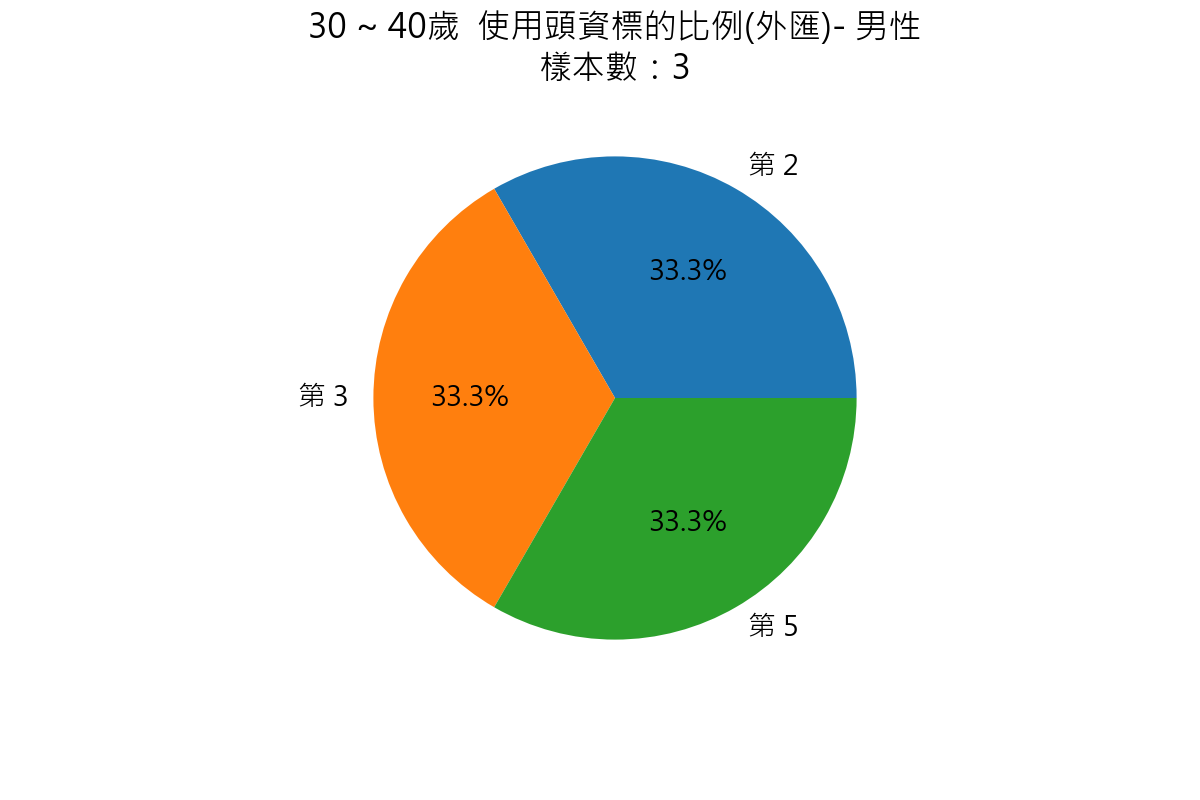 30 ~ 40歲  使用頭資標的比例(外匯)- 男性
樣本數：3
第 2
33.3%
第 3
33.3%
33.3%
第 5